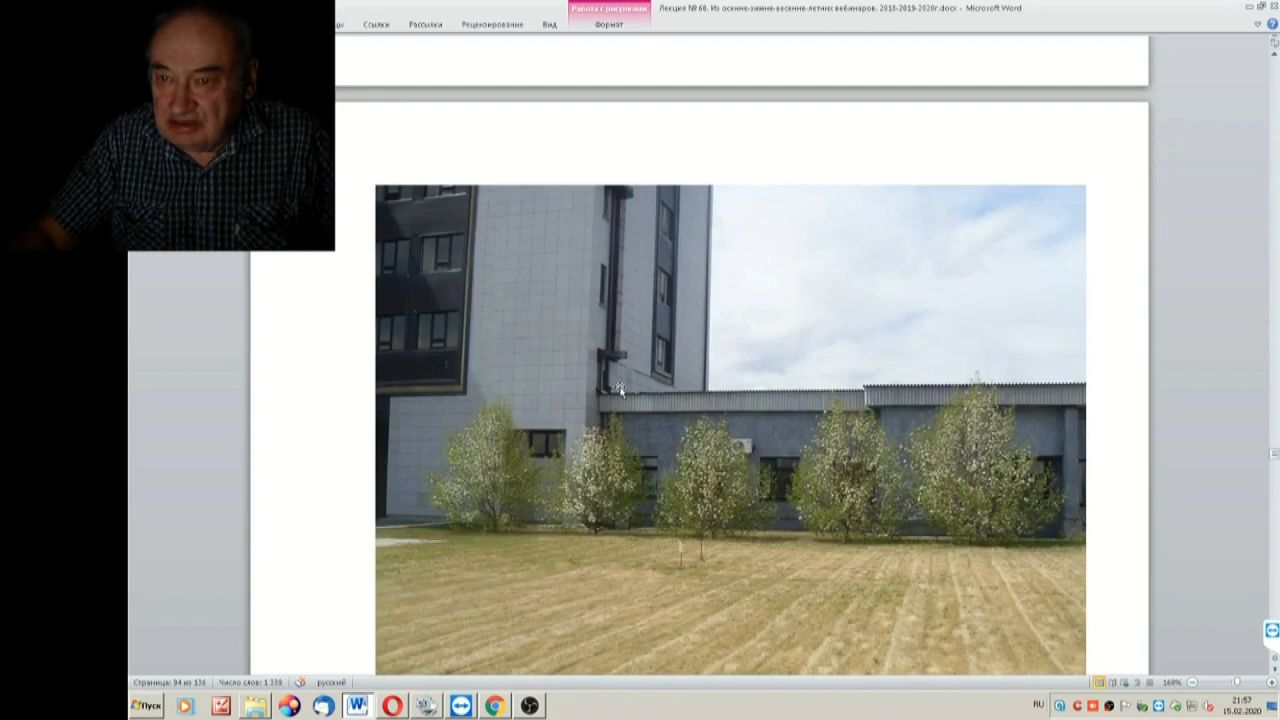 Работа с рисунками
Лекция № 68. Из осенне-зимне-весенне-летних вебинаров. 2018-2019-2020г.docx - Microsoft Word
Ссылки
Рассылки
Рецензирование
Вид
Формат
Страница: 94 из 136
Число слов: 1 339
русский
160%
Пуск
RU
21:57
15.02.2020